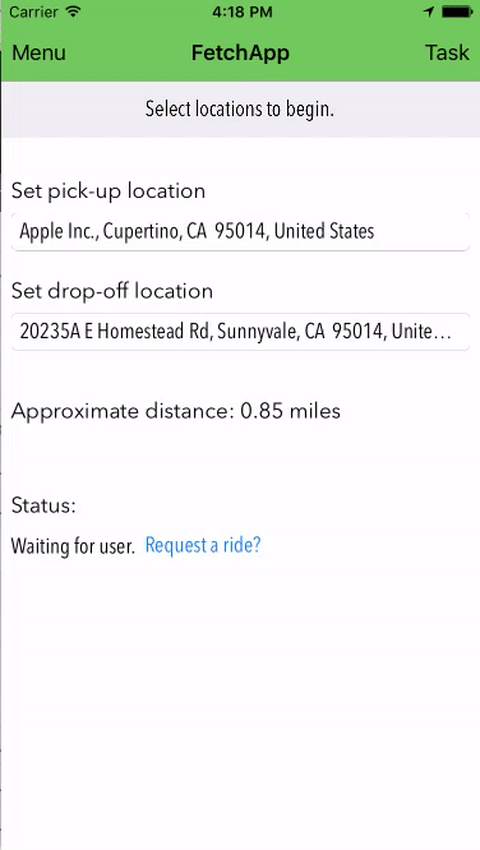 Carrier 4:18 PM
Menu FetchApp Task
Select locations to begin.
Set pick-up location
Apple Inc., Cupertino, CA  95014, United States
Set drop-off location
20235A E Homestead Rd, Sunnyvale, CA  95014, Unite...
Approximate distance: 0.85 miles
Status:
Waiting for user. Request a ride?